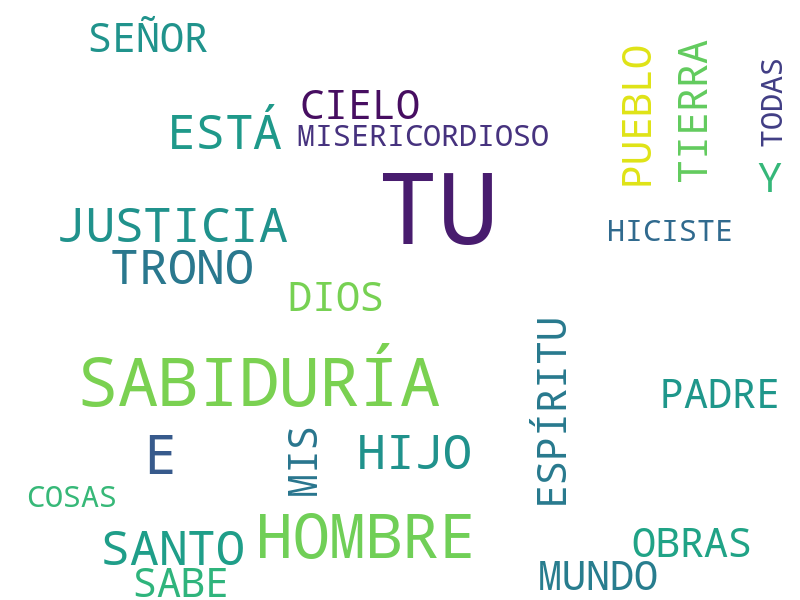 SEÑOR
PUEBLO
TIERRA
TODAS
CIELO
ESTÁ
MISERICORDIOSO
Y
TU
JUSTICIA
HICISTE
TRONO
DIOS
SABIDURÍA
ESPÍRITU
PADRE
E
MIS
HIJO
COSAS
HOMBRE
SANTO
OBRAS
SABE
MUNDO